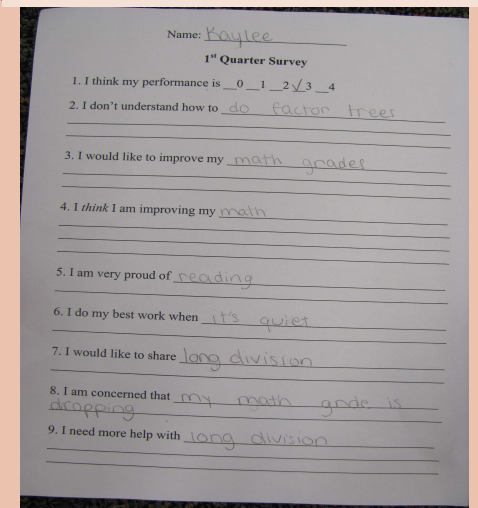 Name: Kaylee
1st Quarter Survey
1. I think my performance is __0 __1 __2 ✓3 __4
2. I don't understand how to do factor trees
3. I would like to improve my math grades
4. I think I am improving my math
5. I am very proud of reading
6. I do my best work when it's quiet
7. I would like to share long division
8. I am concerned that my math grade is
dropping
9. I need more help with long division